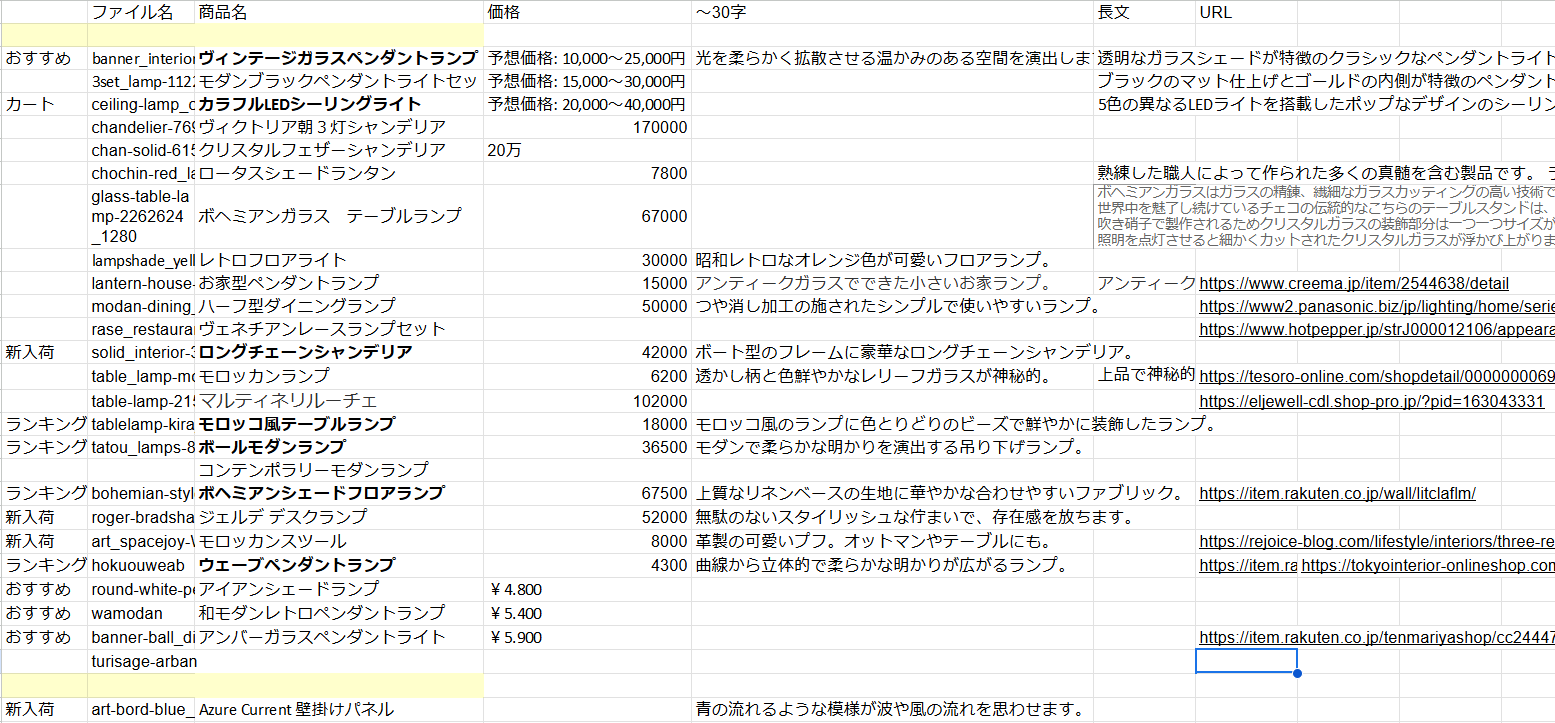 ファイル名 商品名 価格 ～30字 長文 URL
おすすめ banner_interior ヴィンテージガラスペンダントランプ 予想価格: 10,000～25,000円 光を柔らかく拡散させる温かみのある空間を演出しま 透明なガラスシェードが特徴のクラシックなペンダントライト
3set_lamp-112 モダンブラックペンダントライトセッ 予想価格: 15,000～30,000円 ブラックのマット仕上げとゴールドの内側が特徴のペンダント
カート ceiling-lamp_c カラフルLEDシーリングライト 予想価格: 20,000～40,000円 5色の異なるLEDライトを搭載したポップなデザインのシーリン
chandelier-769 ヴィクトリア朝３灯シャンデリア 170000
chan-solid-615 クリスタルフェザーシャンデリア 20万
chochin-red_la ロータスシェードランタン 7800 熟練した職人によって作られた多くの真髄を含む製品です。
glass-table-la
mp-2262624
_1280
ボヘミアンガラス　テーブルランプ 67000
ボヘミアンガラスはガラスの精錬、繊細なガラスカッティングの高い技術で
世界中を魅了し続けているチェコの伝統的なこちらのテーブルスタンドは、
吹き硝子で製作されるためクリスタルガラスの装飾部分は一つ一つサイズが
照明を点灯させると細かくカットされたクリスタルガラスが浮かび上がりま
lampshade_yell レトロフロアライト 30000 昭和レトロなオレンジ色が可愛いフロアランプ。
lantern-house- お家型ペンダントランプ 15000 アンティークガラスでできた小さいお家ランプ。 アンティーク https://www.creema.jp/item/2544638/detail
modan-dining_ ハーフ型ダイニングランプ 50000 つや消し加工の施されたシンプルで使いやすいランプ。 https://www2.panasonic.biz/jp/lighting/home/serie
rase_restaura ヴェネチアンレースランプセット https://www.hotpepper.jp/strJ000012106/appeara
新入荷 solid_interior-3 ロングチェーンシャンデリア 42000 ボート型のフレームに豪華なロングチェーンシャンデリア。
table_lamp-mo モロッカンランプ 6200 透かし柄と色鮮やかなレリーフガラスが神秘的。 上品で神秘的 https://tesoro-online.com/shopdetail/0000000069
table-lamp-215 マルティネリルーチェ 102000 https://eljewell-cdl.shop-pro.jp/?pid=163043331
ランキング tablelamp-kira モロッコ風テーブルランプ 18000 モロッコ風のランプに色とりどりのビーズで鮮やかに装飾したランプ。
ランキング tatou_lamps-8 ボールモダンランプ 36500 モダンで柔らかな明かりを演出する吊り下げランプ。
コンテンポラリーモダンランプ
ランキング bohemian-styl ボヘミアンシェードフロアランプ 67500 上質なリネンベースの生地に華やかな合わせやすいファブリック。 https://item.rakuten.co.jp/wall/litclaflm/
新入荷 roger-bradsha ジェルデ デスクランプ 52000 無駄のないスタイリッシュな佇まいで、存在感を放ちます。
新入荷 art_spacejoy-V モロッカンスツール 8000 革製の可愛いプフ。オットマンやテーブルにも。 https://rejoice-blog.com/lifestyle/interiors/three-re
ランキング hokuouweab ウェーブペンダントランプ 4300 曲線から立体的で柔らかな明かりが広がるランプ。 https://item.ra https://tokyointerior-onlineshop.com
おすすめ round-white-pe アイアンシェードランプ ￥4.800
おすすめ wamodan 和モダンレトロペンダントランプ ￥5.400
おすすめ banner-ball_di アンバーガラスペンダントライト ￥5.900 https://item.rakuten.co.jp/tenmariyashop/cc24447
turisage-arban
新入荷 art-bord-blue_ Azure Current 壁掛けパネル 青の流れるような模様が波や風の流れを思わせます。